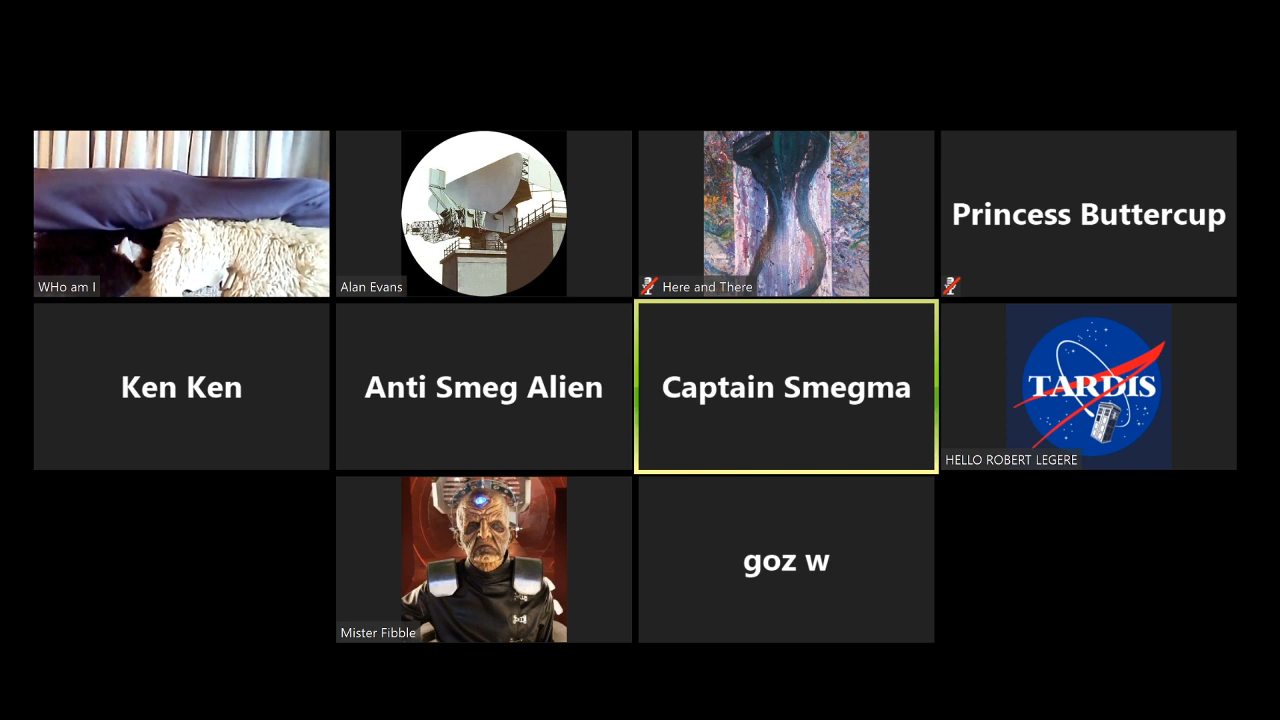 WHo am I
Alan Evans
Here and There
Princess Buttercup
Ken Ken
Anti Smeg Alien
Captain Smegma
TARDIS
HELLO ROBERT LEGERE
Mister Fibble
goz w